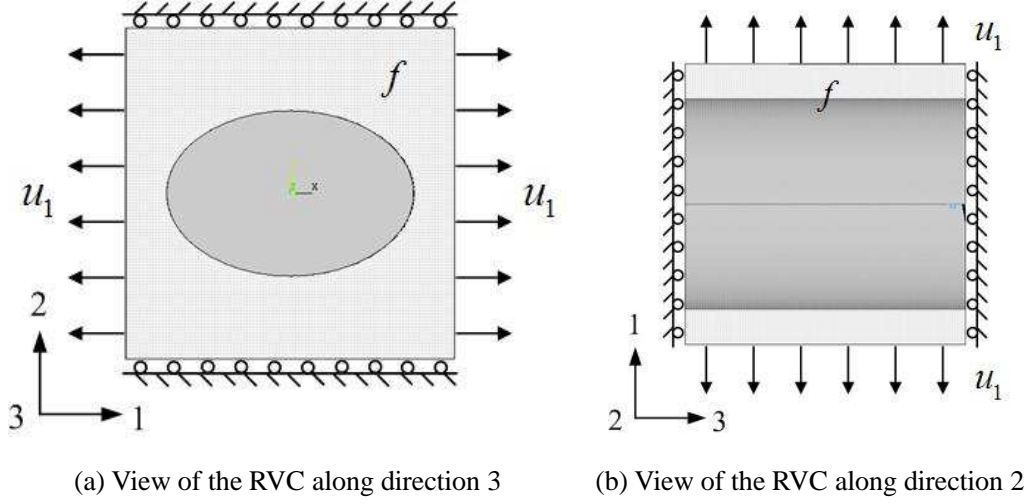 f
u1
u1
x
2
3
1
u1
f
u1
1
2
3
(a) View of the RVC along direction 3
(b) View of the RVC along direction 2